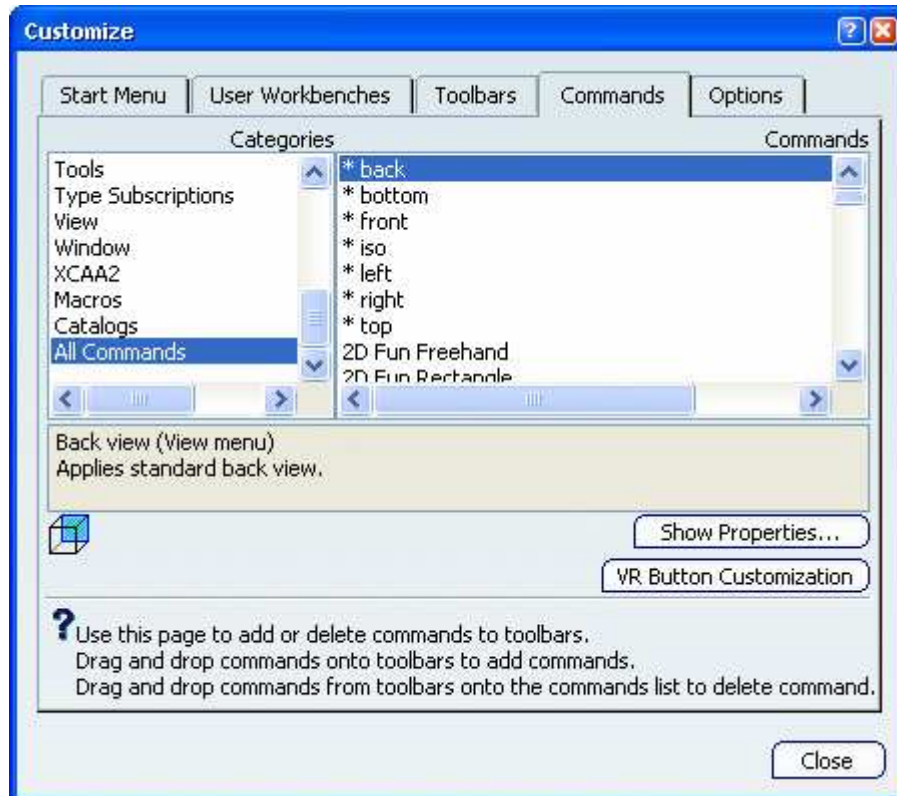 Customize
Start Menu
User Workbenches
Toolbars
Commands
Options
Categories
Commands
Tools
Type Subscriptions
View
Window
XCAA2
Macros
Catalogs
All Commands
* back
* bottom
* front
* iso
* left
* right
* top
2D Fun Freehand
2D Fun Rectangle
Back view (View menu)
Applies standard back view.
Show Properties...
VR Button Customization
Use this page to add or delete commands to toolbars.
Drag and drop commands onto toolbars to add commands.
Drag and drop commands from toolbars onto the commands list to delete command.
Close